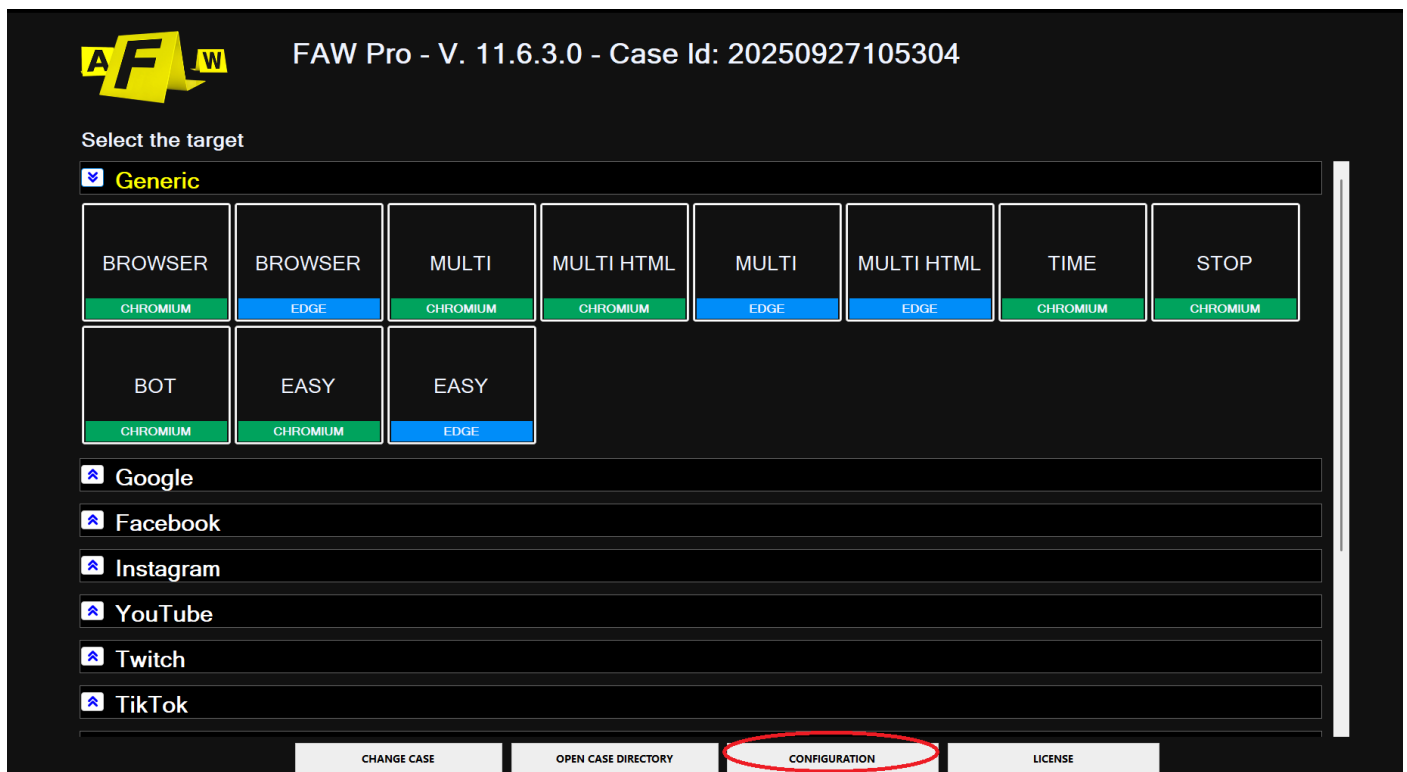 A F W
FAW Pro - V. 11.6.3.0 - Case Id: 20250927105304
Select the target
Generic
BROWSER BROWSER MULTI MULTI HTML MULTI MULTI HTML TIME STOP
CHROMIUM EDGE CHROMIUM CHROMIUM EDGE EDGE CHROMIUM CHROMIUM
BOT EASY EASY
CHROMIUM CHROMIUM EDGE
Google
Facebook
Instagram
YouTube
Twitch
TikTok
CHANGE CASE OPEN CASE DIRECTORY CONFIGURATION LICENSE